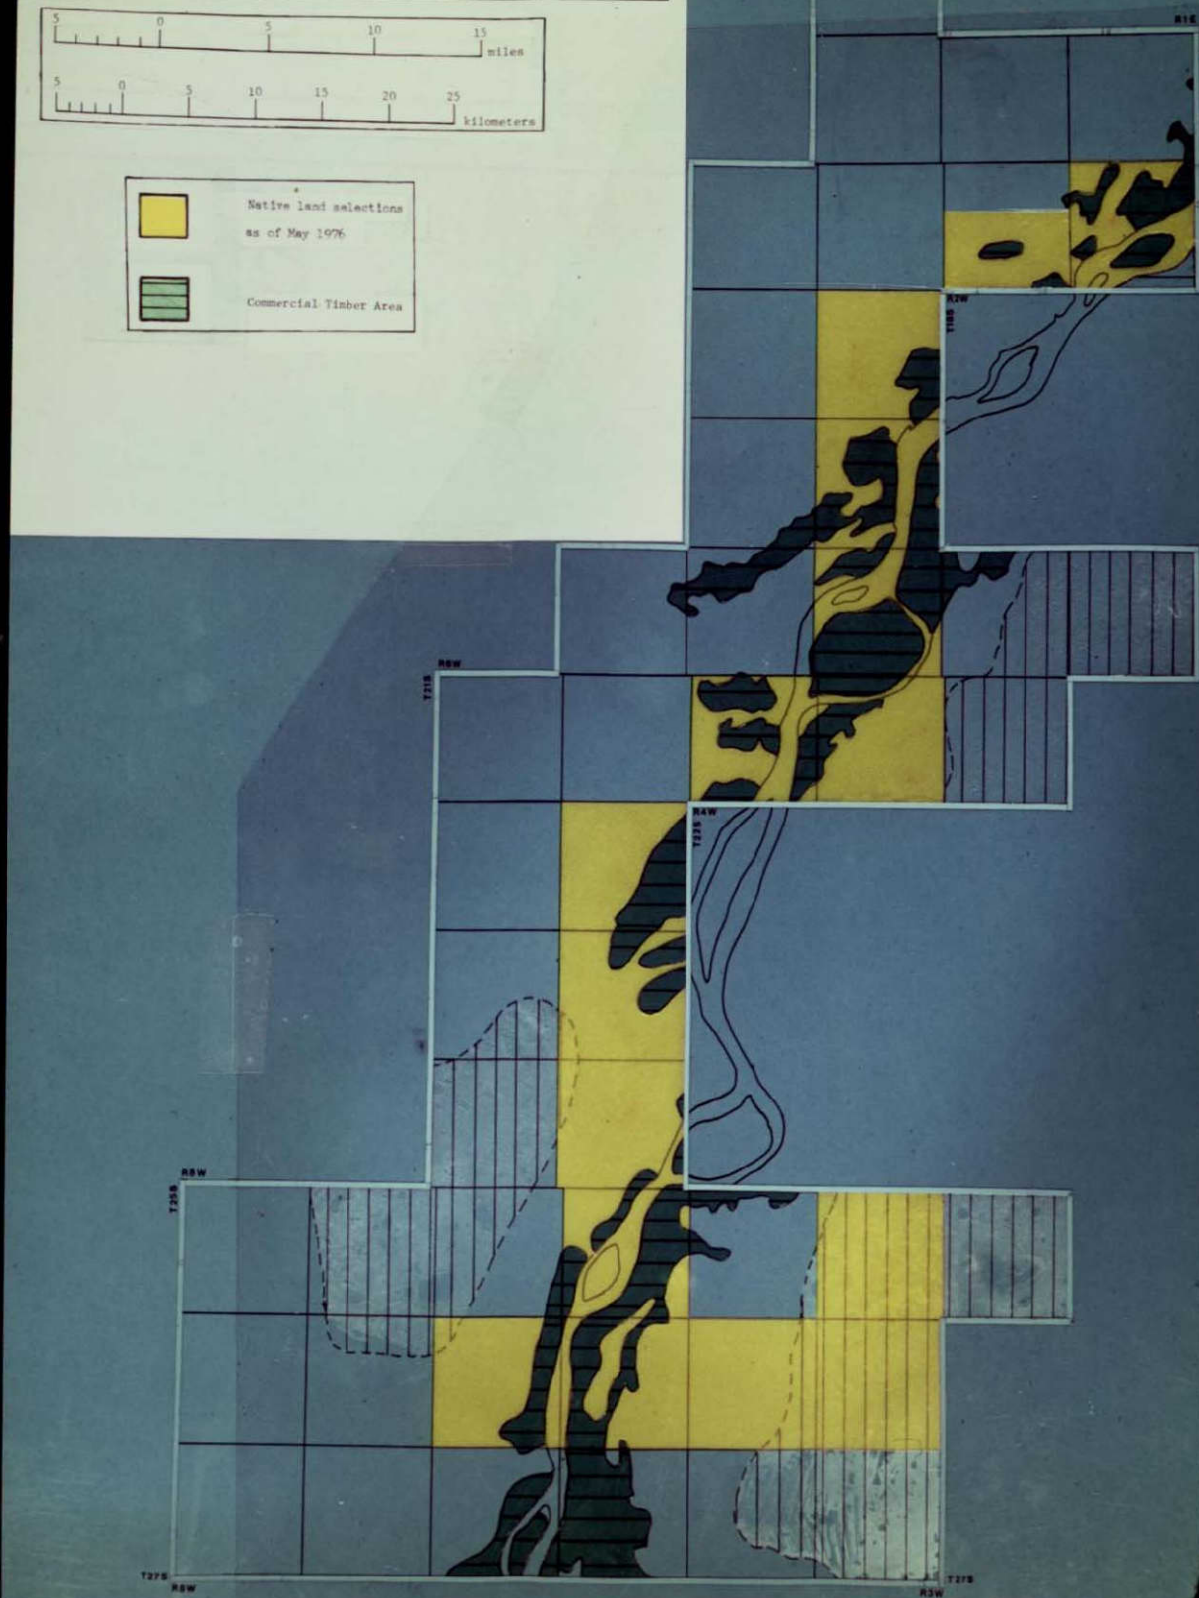 5 0 5 10 15
miles
5 0 5 10 15 20 25
kilometers
Native land selections
as of May 1976
Commercial Timber Area
R1E
R2W
T18S
R6W
T21S
R4W
T22S
R8W
T25S
T27S
R8W
R3W
T27S